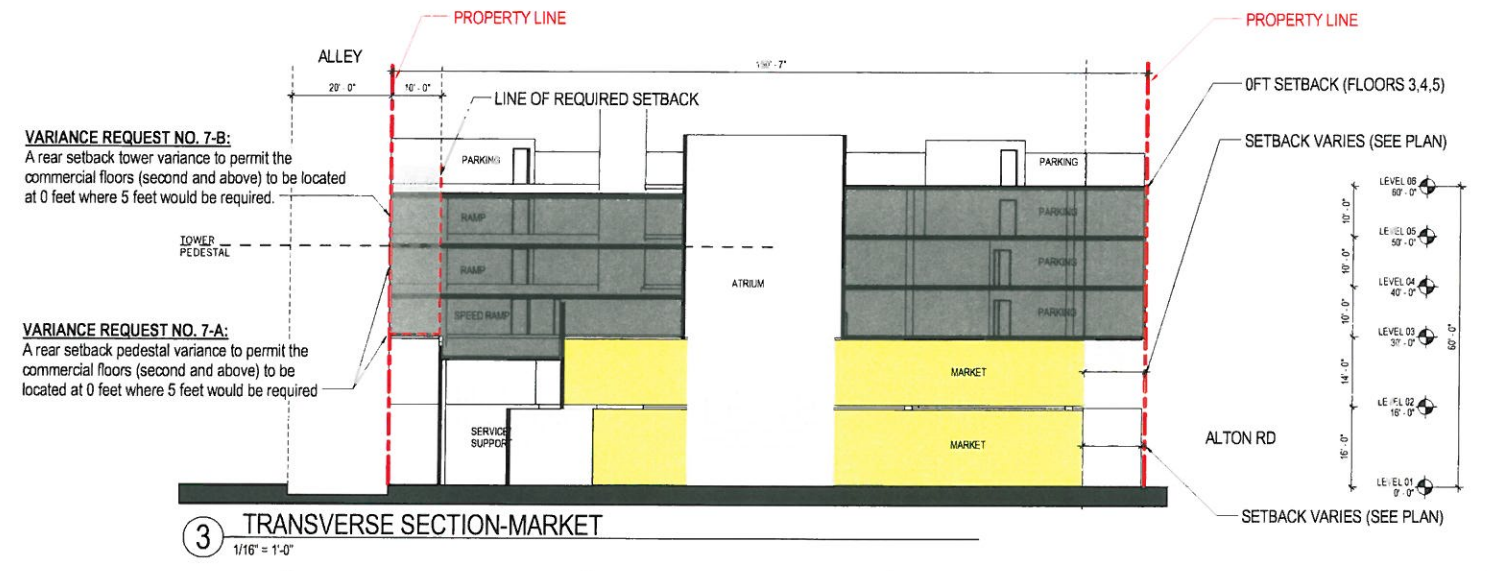 PROPERTY LINE
PROPERTY LINE
ALLEY
20' - 0"
10' - 0"
0FT SETBACK (FLOORS 3,4,5)
LINE OF REQUIRED SETBACK
VARIANCE REQUEST NO. 7-B:
A rear setback tower variance to permit the
commercial floors (second and above) to be located
at 0 feet where 5 feet would be required.
SETBACK VARIES (SEE PLAN)
PARKING
PARKING
LEVEL 06
60' - 0"
RAMP
PARKING
10' - 0"
TOWER
PEDESTAL
LEVEL 05
50' - 0"
RAMP
PARKING
10' - 0"
ATRIUM
LEVEL 04
40' - 0"
SPEED RAMP
PARKING
10' - 0"
VARIANCE REQUEST NO. 7-A:
A rear setback pedestal variance to permit the
commercial floors (second and above) to be
located at 0 feet where 5 feet would be required
LEVEL 03
30' - 0"
60' - 0"
MARKET
14' - 0"
LEVEL 02
16' - 0"
SERVICE/
SUPPORT
MARKET
ALTON RD
16' - 0"
LEVEL 01
0' - 0"
SETBACK VARIES (SEE PLAN)
3
TRANSVERSE SECTION-MARKET
1/16" = 1'-0"